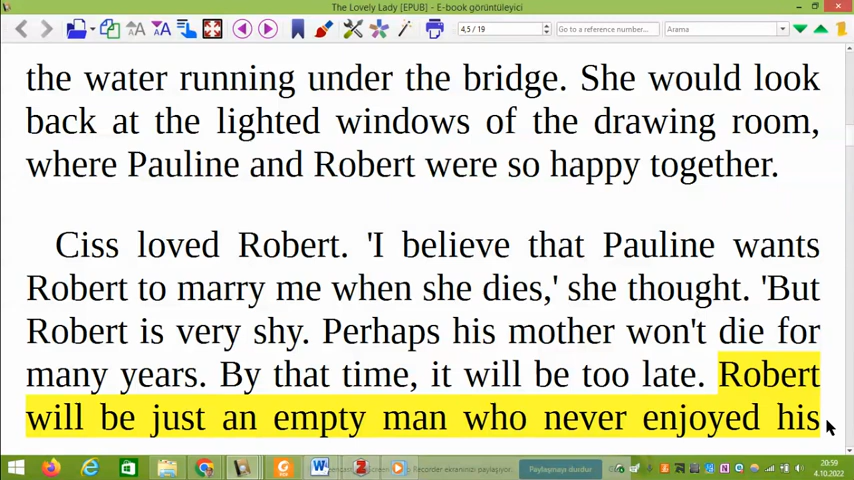 The Lovely Lady [EPUB] - E-book görüntüleyici
4,5 / 19
Go to a reference number...
Arama
the water running under the bridge. She would look
back at the lighted windows of the drawing room,
where Pauline and Robert were so happy together.
Ciss loved Robert. 'I believe that Pauline wants
Robert to marry me when she dies,' she thought. 'But
Robert is very shy. Perhaps his mother won't die for
many years. By that time, it will be too late. Robert
will be just an empty man who never enjoyed his
Recorder ekranınızı paylaşıyor.
Paylaşmayı durdur
20:59
4.10.2022